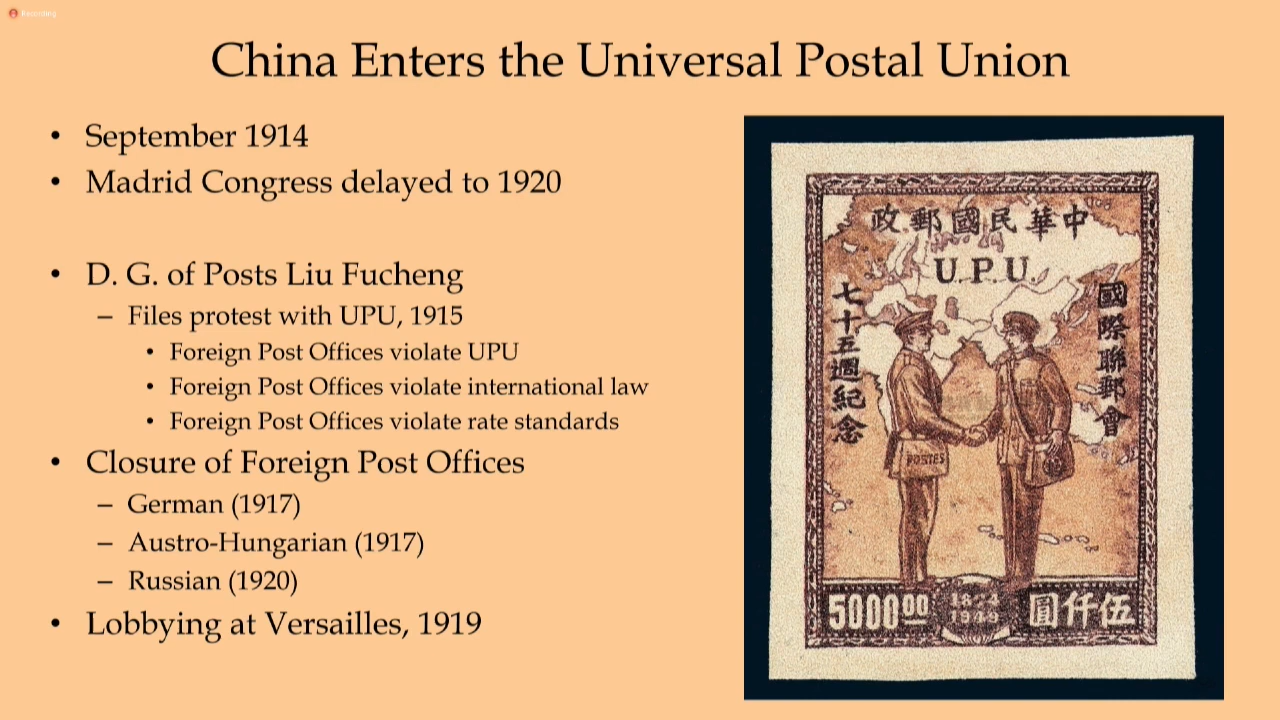 Recording
China Enters the Universal Postal Union
• September 1914
• Madrid Congress delayed to 1920
• D. G. of Posts Liu Fucheng
– Files protest with UPU, 1915
• Foreign Post Offices violate UPU
• Foreign Post Offices violate international law
• Foreign Post Offices violate rate standards
• Closure of Foreign Post Offices
– German (1917)
– Austro-Hungarian (1917)
– Russian (1920)
• Lobbying at Versailles, 1919
政郵國民華中
U.P.U.
國際聯郵會
七十五週紀念
POSTES
500000
1949
圓仟伍